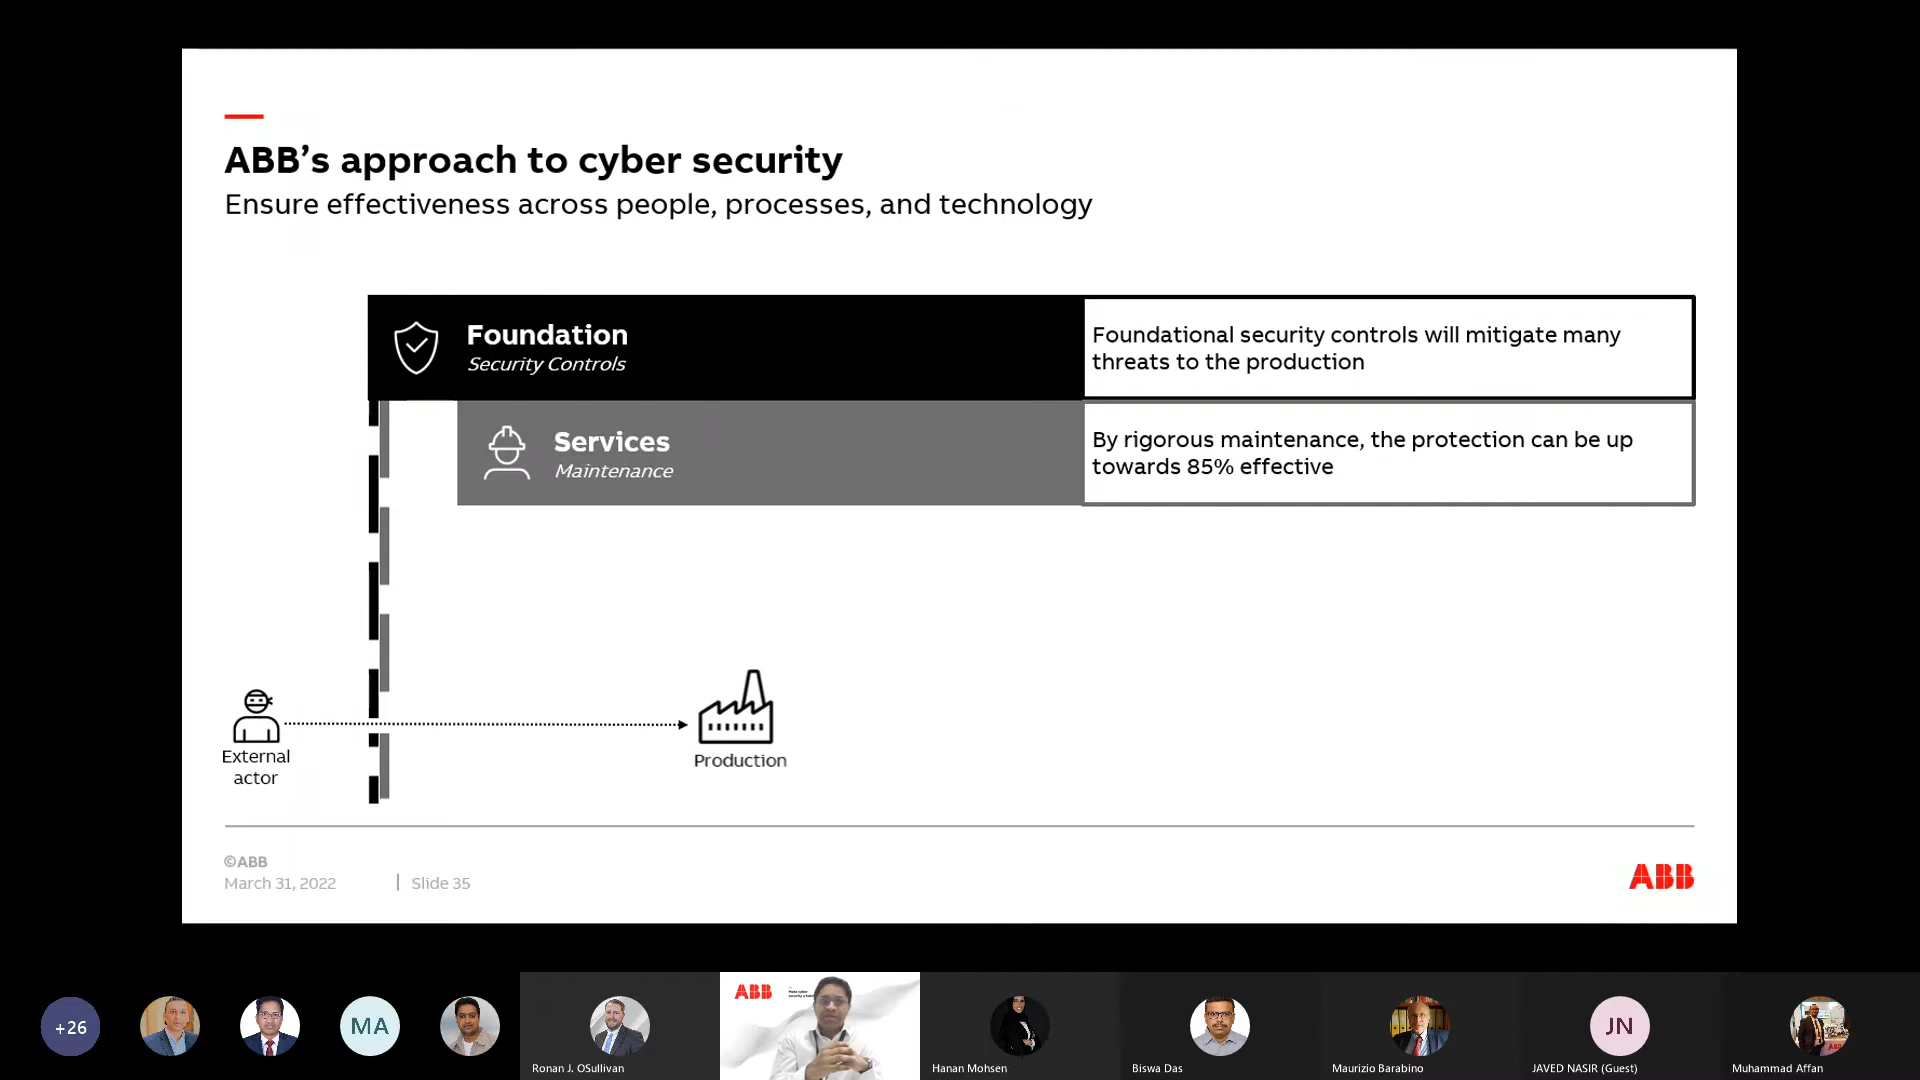 ABB's approach to cyber security
Ensure effectiveness across people, processes, and technology
Foundation
Security Controls
Foundational security controls will mitigate many
threats to the production
Services
Maintenance
By rigorous maintenance, the protection can be up
towards 85% effective
External
actor
Production
©ABB
March 31, 2022
Slide 35
ABB
+26
MA
Ronan J. OSullivan
ABB
Make cyber
Hanan Mohsen
Biswa Das
Maurizio Barabino
JN
JAVED NASIR (Guest)
Muhammad Affan